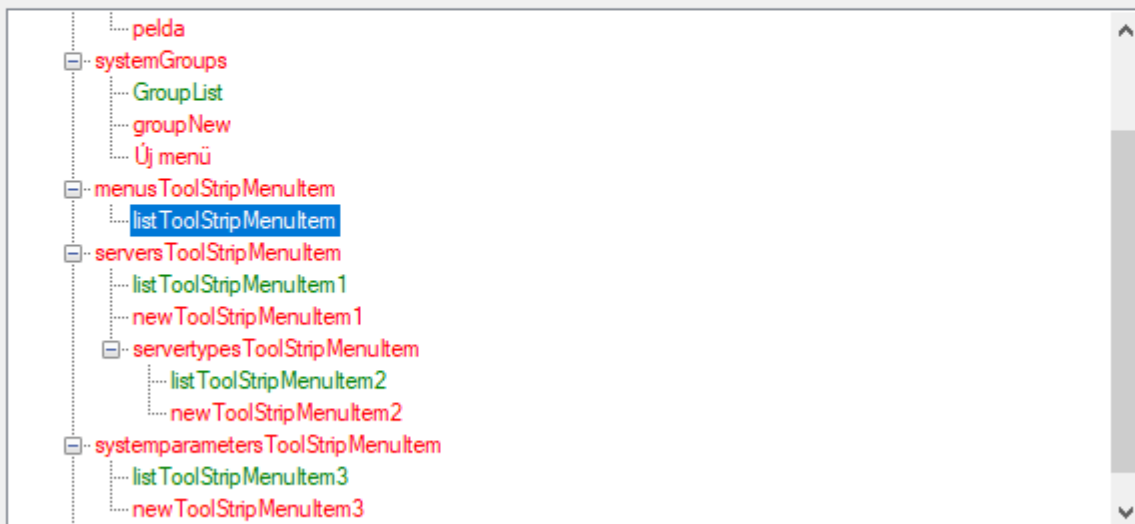 pelda
systemGroups
GroupList
groupNew
Új menü
menusToolStripMenuItem
listToolStripMenuItem
serversToolStripMenuItem
listToolStripMenuItem1
newToolStripMenuItem1
servertypesToolStripMenuItem
listToolStripMenuItem2
newToolStripMenuItem2
systemparametersToolStripMenuItem
listToolStripMenuItem3
newToolStripMenuItem3